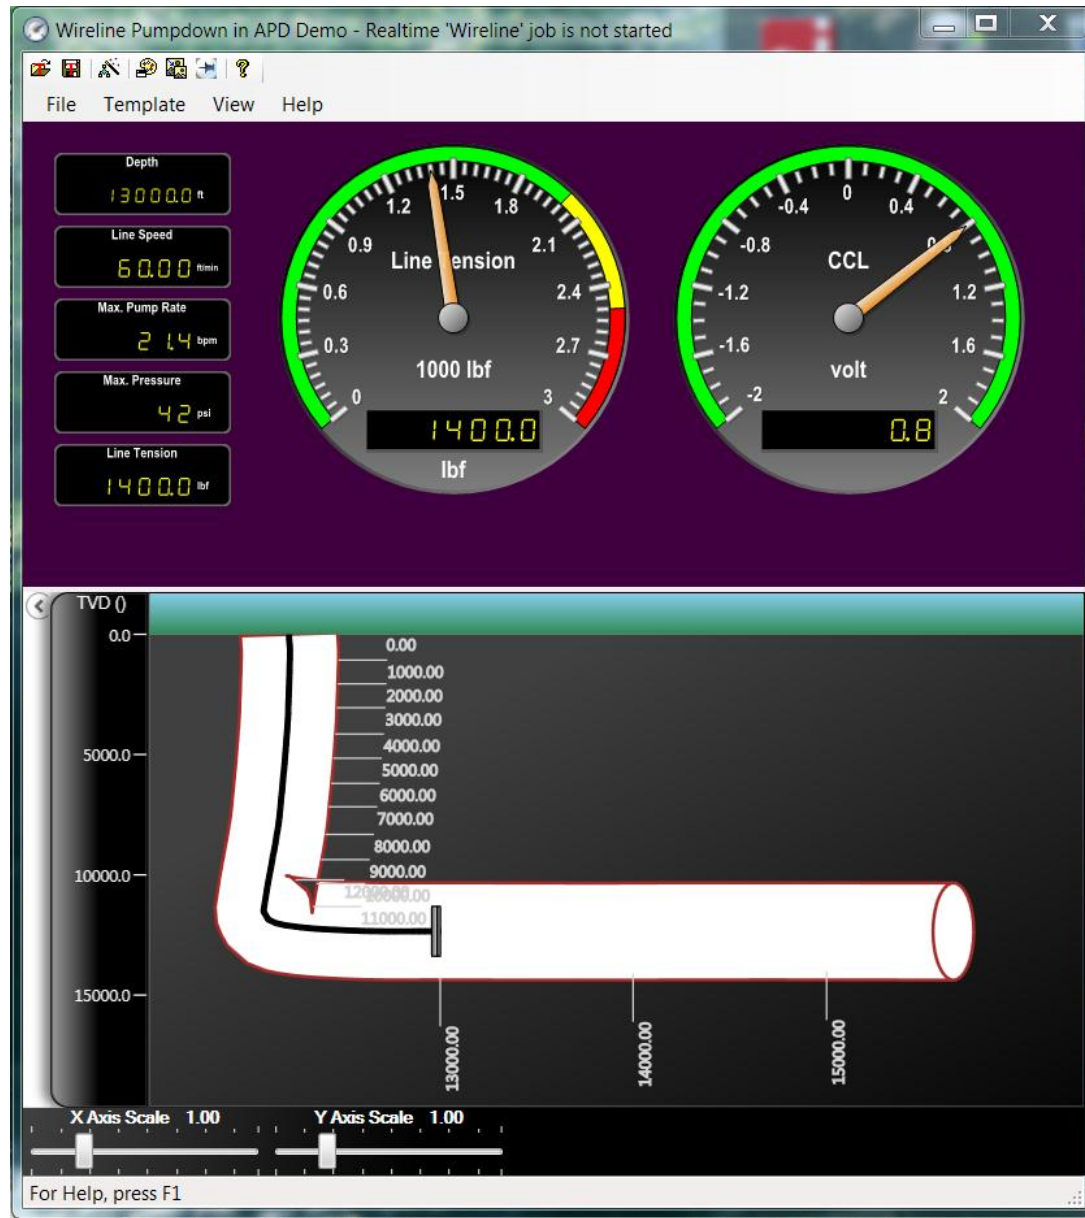 Wireline Pumpdown in APD Demo - Realtime 'Wireline' job is not started
File Template View Help
Depth
13000.0 ft
Line Speed
60.00 ft/min
Max. Pump Rate
21.4 bpm
Max. Pressure
42 psi
Line Tension
1400.0 lbf
0
0.3
0.6
0.9
1.2
1.5
1.8
2.1
2.4
2.7
3
Line Tension
1000 lbf
1400.0
lbf
-2
-1.6
-1.2
-0.8
-0.4
0
0.4
0.8
1.2
1.6
2
CCL
volt
0.8
TVD ()
0.0
5000.0
10000.0
15000.0
0.00
1000.00
2000.00
3000.00
4000.00
5000.00
6000.00
7000.00
8000.00
9000.00
12000.00
10000.00
11000.00
13000.00
14000.00
15000.00
X Axis Scale 1.00
Y Axis Scale 1.00
For Help, press F1